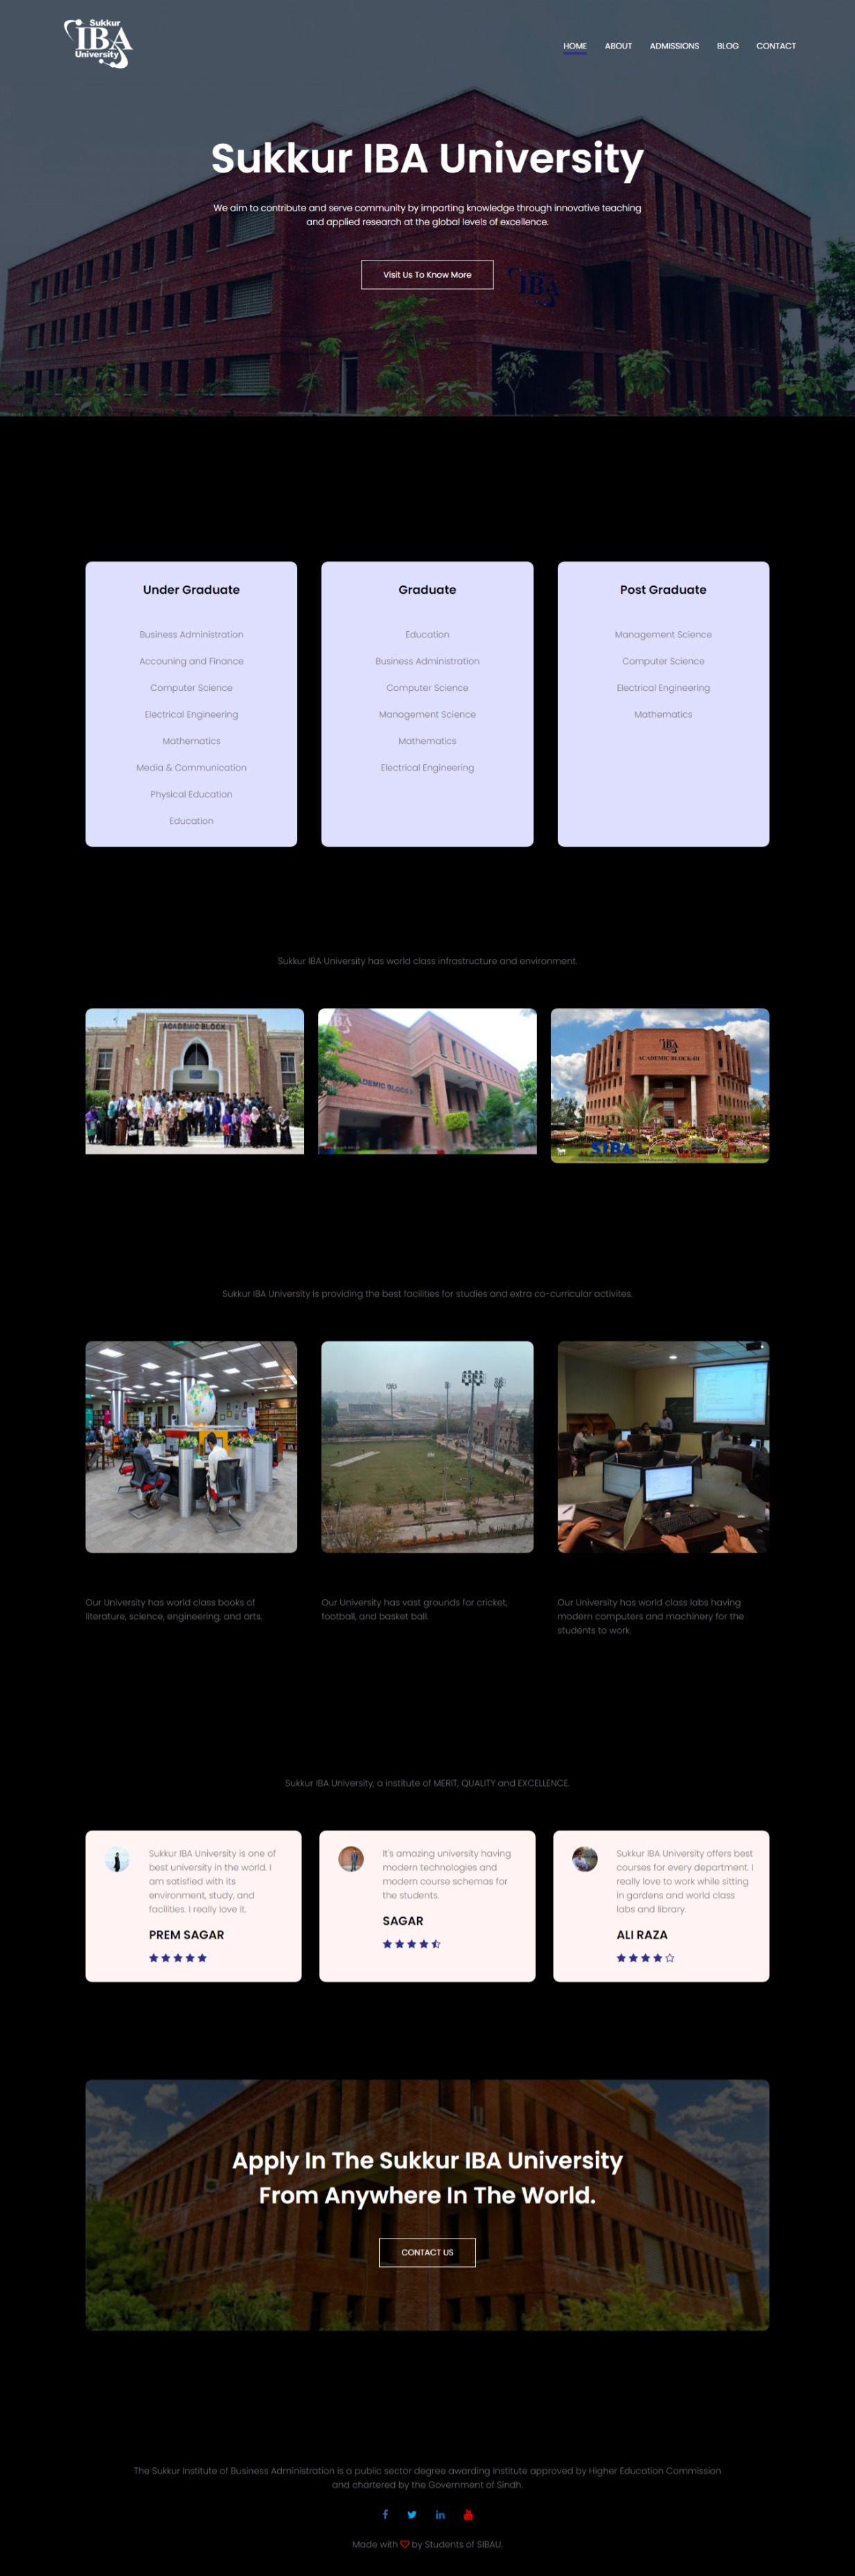 Sukkur
IBA
University
HOME
ABOUT
ADMISSIONS
BLOG
CONTACT
Sukkur IBA University
We aim to contribute and serve community by imparting knowledge through innovative teaching
and applied research at the global levels of excellence.
Visit Us To Know More
Sukkur
IBA
Under Graduate
Business Administration
Accouning and Finance
Computer Science
Electrical Engineering
Mathematics
Media & Communication
Physical Education
Education
Graduate
Education
Business Administration
Computer Science
Management Science
Mathematics
Electrical Engineering
Post Graduate
Management Science
Computer Science
Electrical Engineering
Mathematics
Sukkur IBA University has world class infrastructure and environment.
ACADEMIC BLOCK I
IBA
ADEMIC BLOCK
IBA
ACADEMIC BLOCK-III
SIBA
Sukkur IBA University is providing the best facilities for studies and extra co-curricular activites.
Our University has world class books of
literature, science, engineering, and arts.
Our University has vast grounds for cricket,
football, and basket ball.
Our University has world class labs having
modern computers and machinery for the
students to work.
Sukkur IBA University, a institute of MERIT, QUALITY and EXCELLENCE.
Sukkur IBA University is one of
best university in the world. I
am satisfied with its
environment, study, and
facilities. I really love it.
PREM SAGAR
It's amazing university having
modern technologies and
modern course schemas for
the students.
SAGAR
Sukkur IBA University offers best
courses for every department. I
really love to work while sitting
in gardens and world class
labs and library.
ALI RAZA
Apply In The Sukkur IBA University
From Anywhere In The World.
CONTACT US
The Sukkur Institute of Business Administration is a public sector degree awarding Institute approved by Higher Education Commission
and chartered by the Government of Sindh.
Made with ♡ by Students of SIBAU.